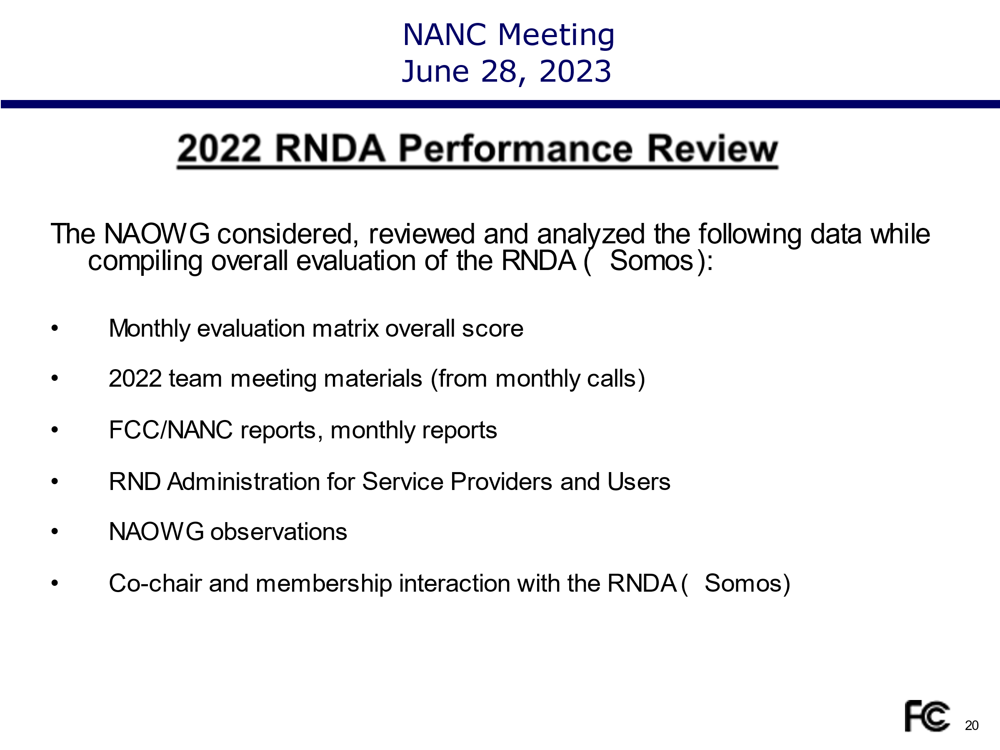 NANC Meeting
June 28, 2023
2022 RNDA Performance Review
The NAOWG considered, reviewed and analyzed the following data while
compiling overall evaluation of the RNDA ( Somos):
• Monthly evaluation matrix overall score
• 2022 team meeting materials (from monthly calls)
• FCC/NANC reports, monthly reports
• RND Administration for Service Providers and Users
• NAOWG observations
• Co-chair and membership interaction with the RNDA ( Somos)
FCC
20